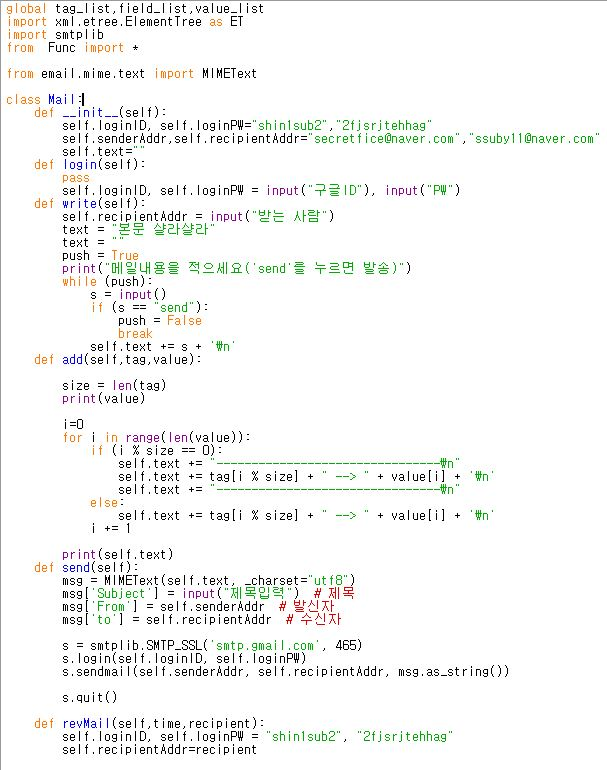 global tag_list,field_list,value_list
import xml.etree.ElementTree as ET
import smtplib
from  Func import *

from email.mime.text import MIMEText

class Mail:
    def __init__(self):
        self.loginID, self.loginPW="shin1sub2","2fjsrjtehhag"
        self.senderAddr,self.recipientAddr="secretfice@naver.com","ssuby11@naver.com"
        self.text=""
    def login(self):
        pass
        self.loginID, self.loginPW = input("구글ID"), input("PW")
    def write(self):
        self.recipientAddr = input("받는 사람")
        text = "본문 샬라샬라"
        text = ""
        push = True
        print("메일내용을 적으세요('send'를 누르면 발송)")
        while (push):
            s = input()
            if (s == "send"):
                push = False
                break
            self.text += s + '₩n'
    def add(self,tag,value):

        size = len(tag)
        print(value)

        i=0
        for i in range(len(value)):
            if (i % size == 0):
                self.text += "--------------------------------₩n"
                self.text += tag[i % size] + " --> " + value[i] + '₩n'
                self.text += "--------------------------------₩n"
            else:
                self.text += tag[i % size] + " --> " + value[i] + '₩n'
            i += 1

        print(self.text)
    def send(self):
        msg = MIMEText(self.text, _charset="utf8")
        msg['Subject'] = input("제목입력")  # 제목
        msg['From'] = self.senderAddr  # 발신자
        msg['to'] = self.recipientAddr  # 수신자

        s = smtplib.SMTP_SSL('smtp.gmail.com', 465)
        s.login(self.loginID, self.loginPW)
        s.sendmail(self.senderAddr, self.recipientAddr, msg.as_string())

        s.quit()

    def revMail(self,time,recipient):
        self.loginID, self.loginPW = "shin1sub2", "2fjsrjtehhag"
        self.recipientAddr=recipient